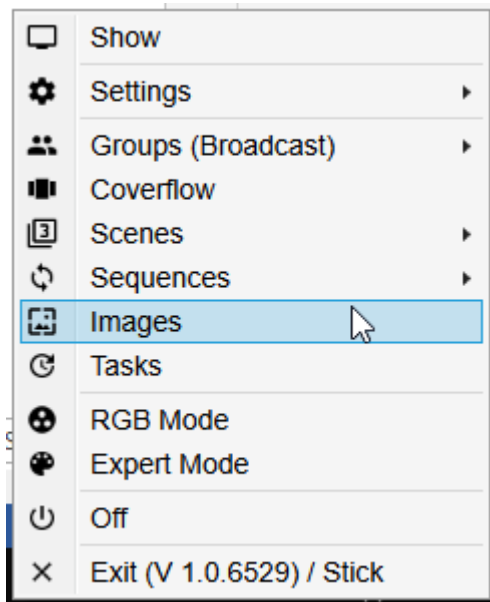 Show
Settings
Groups (Broadcast)
Coverflow
3
Scenes
Sequences
Images
Tasks
RGB Mode
Expert Mode
Off
Exit (V 1.0.6529) / Stick